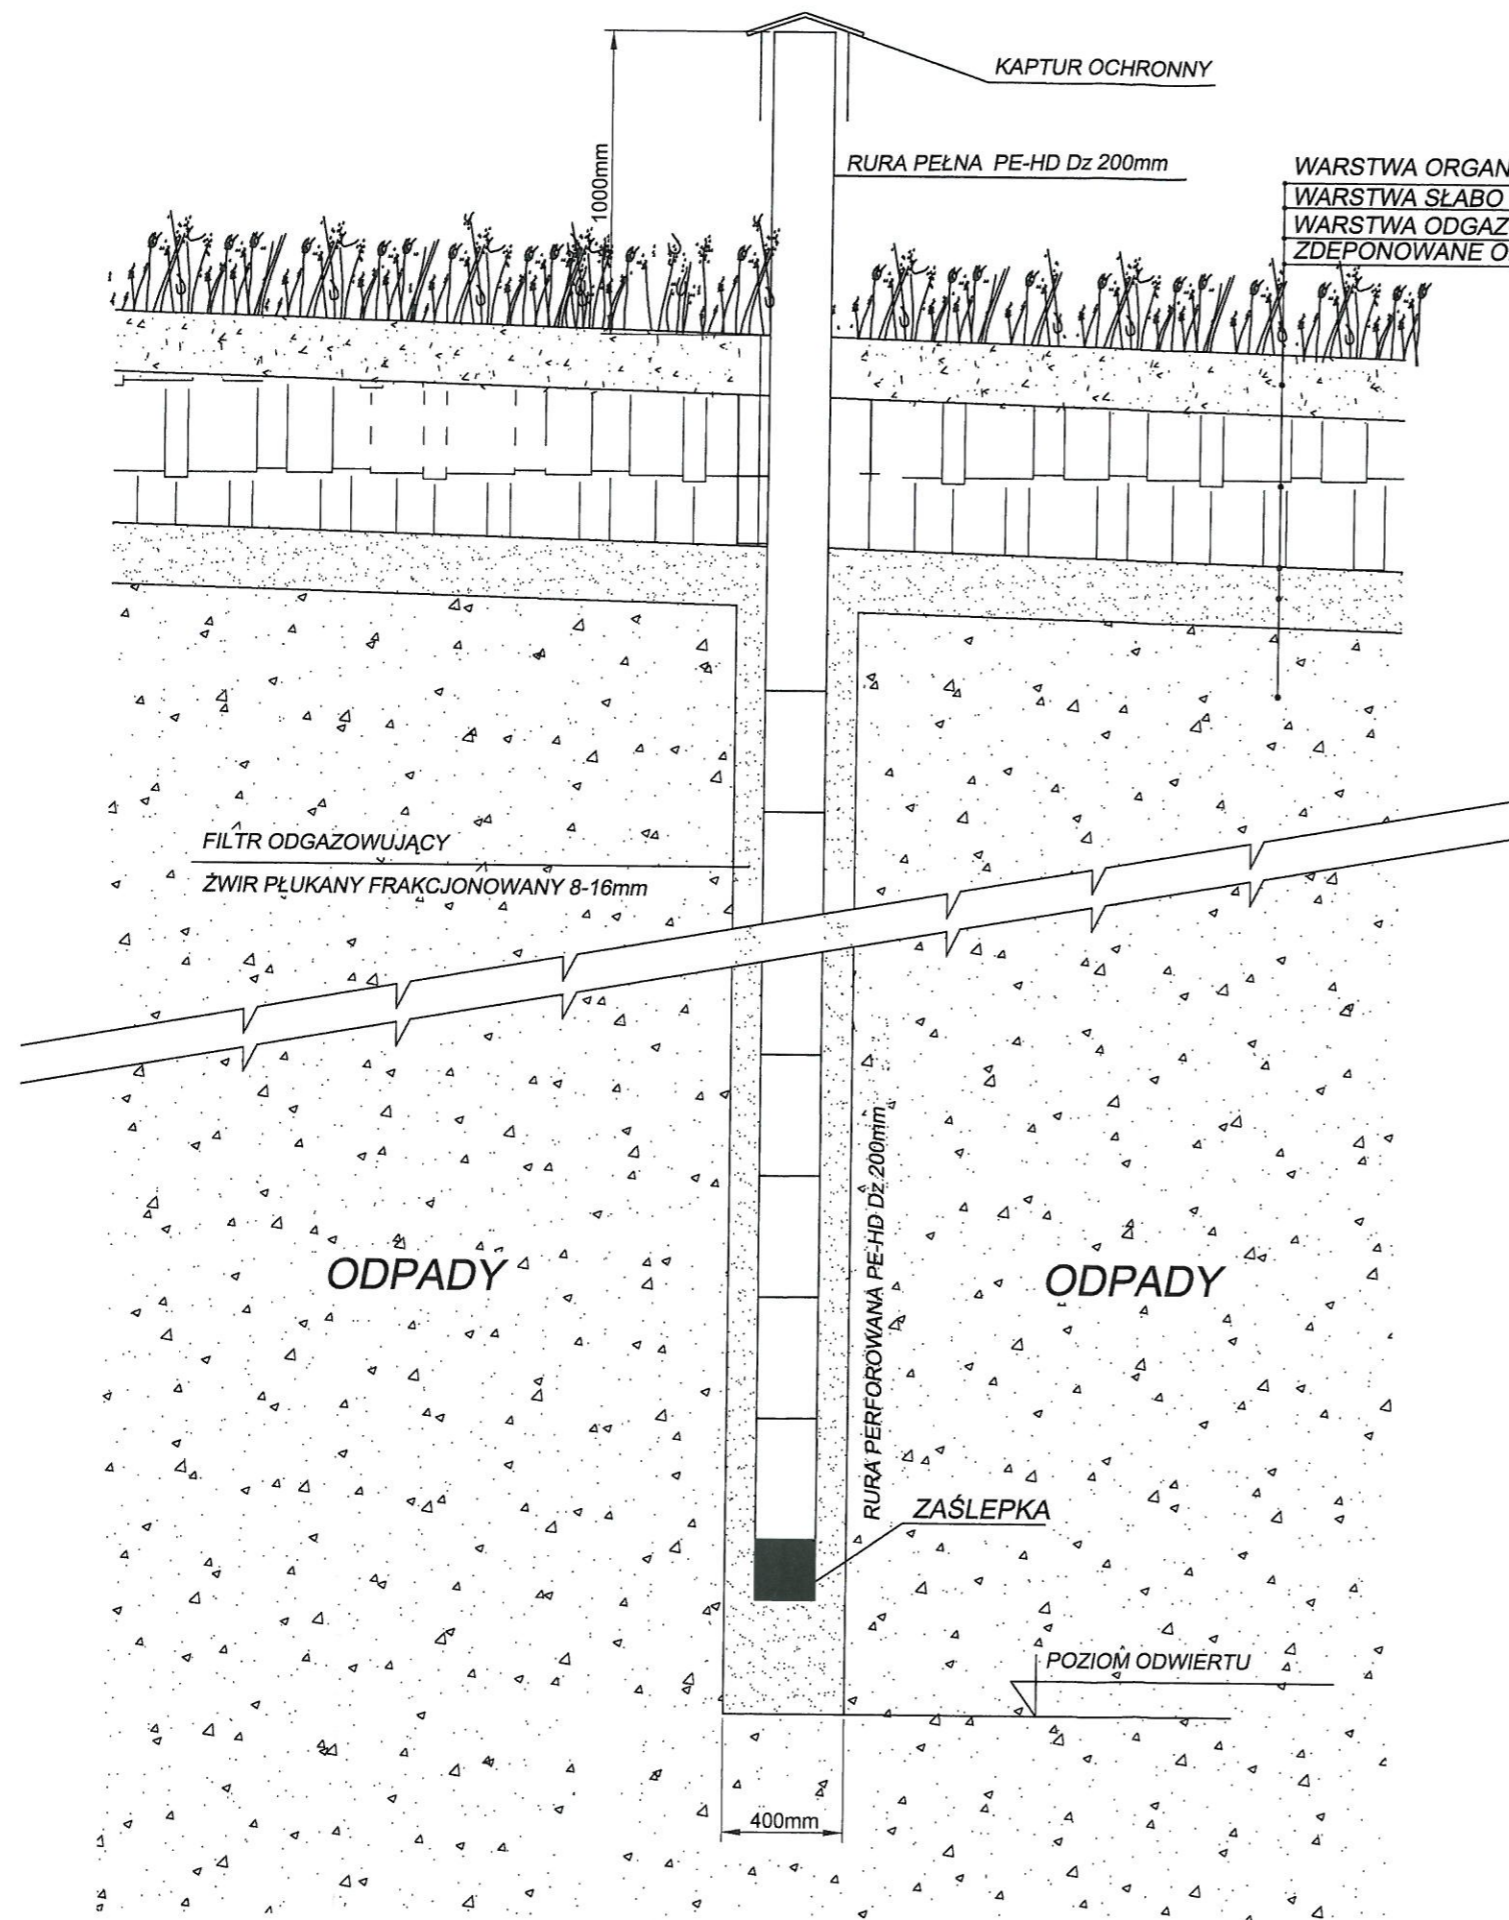 KAPTUR OCHRONNY
1000mm
RURA PEŁNA PE-HD Dz 200mm
WARSTWA ORGAN
WARSTWA SŁABO
WARSTWA ODGAZ
ZDEPONOWANE O
FILTR ODGAZOWUJĄCY
ŻWIR PŁUKANY FRAKCJONOWANY 8-16mm
RURA PERFOROWANA PE-HD Dz 200mm
ODPADY
ODPADY
ZAŚLEPKA
POZIOM ODWIERTU
400mm